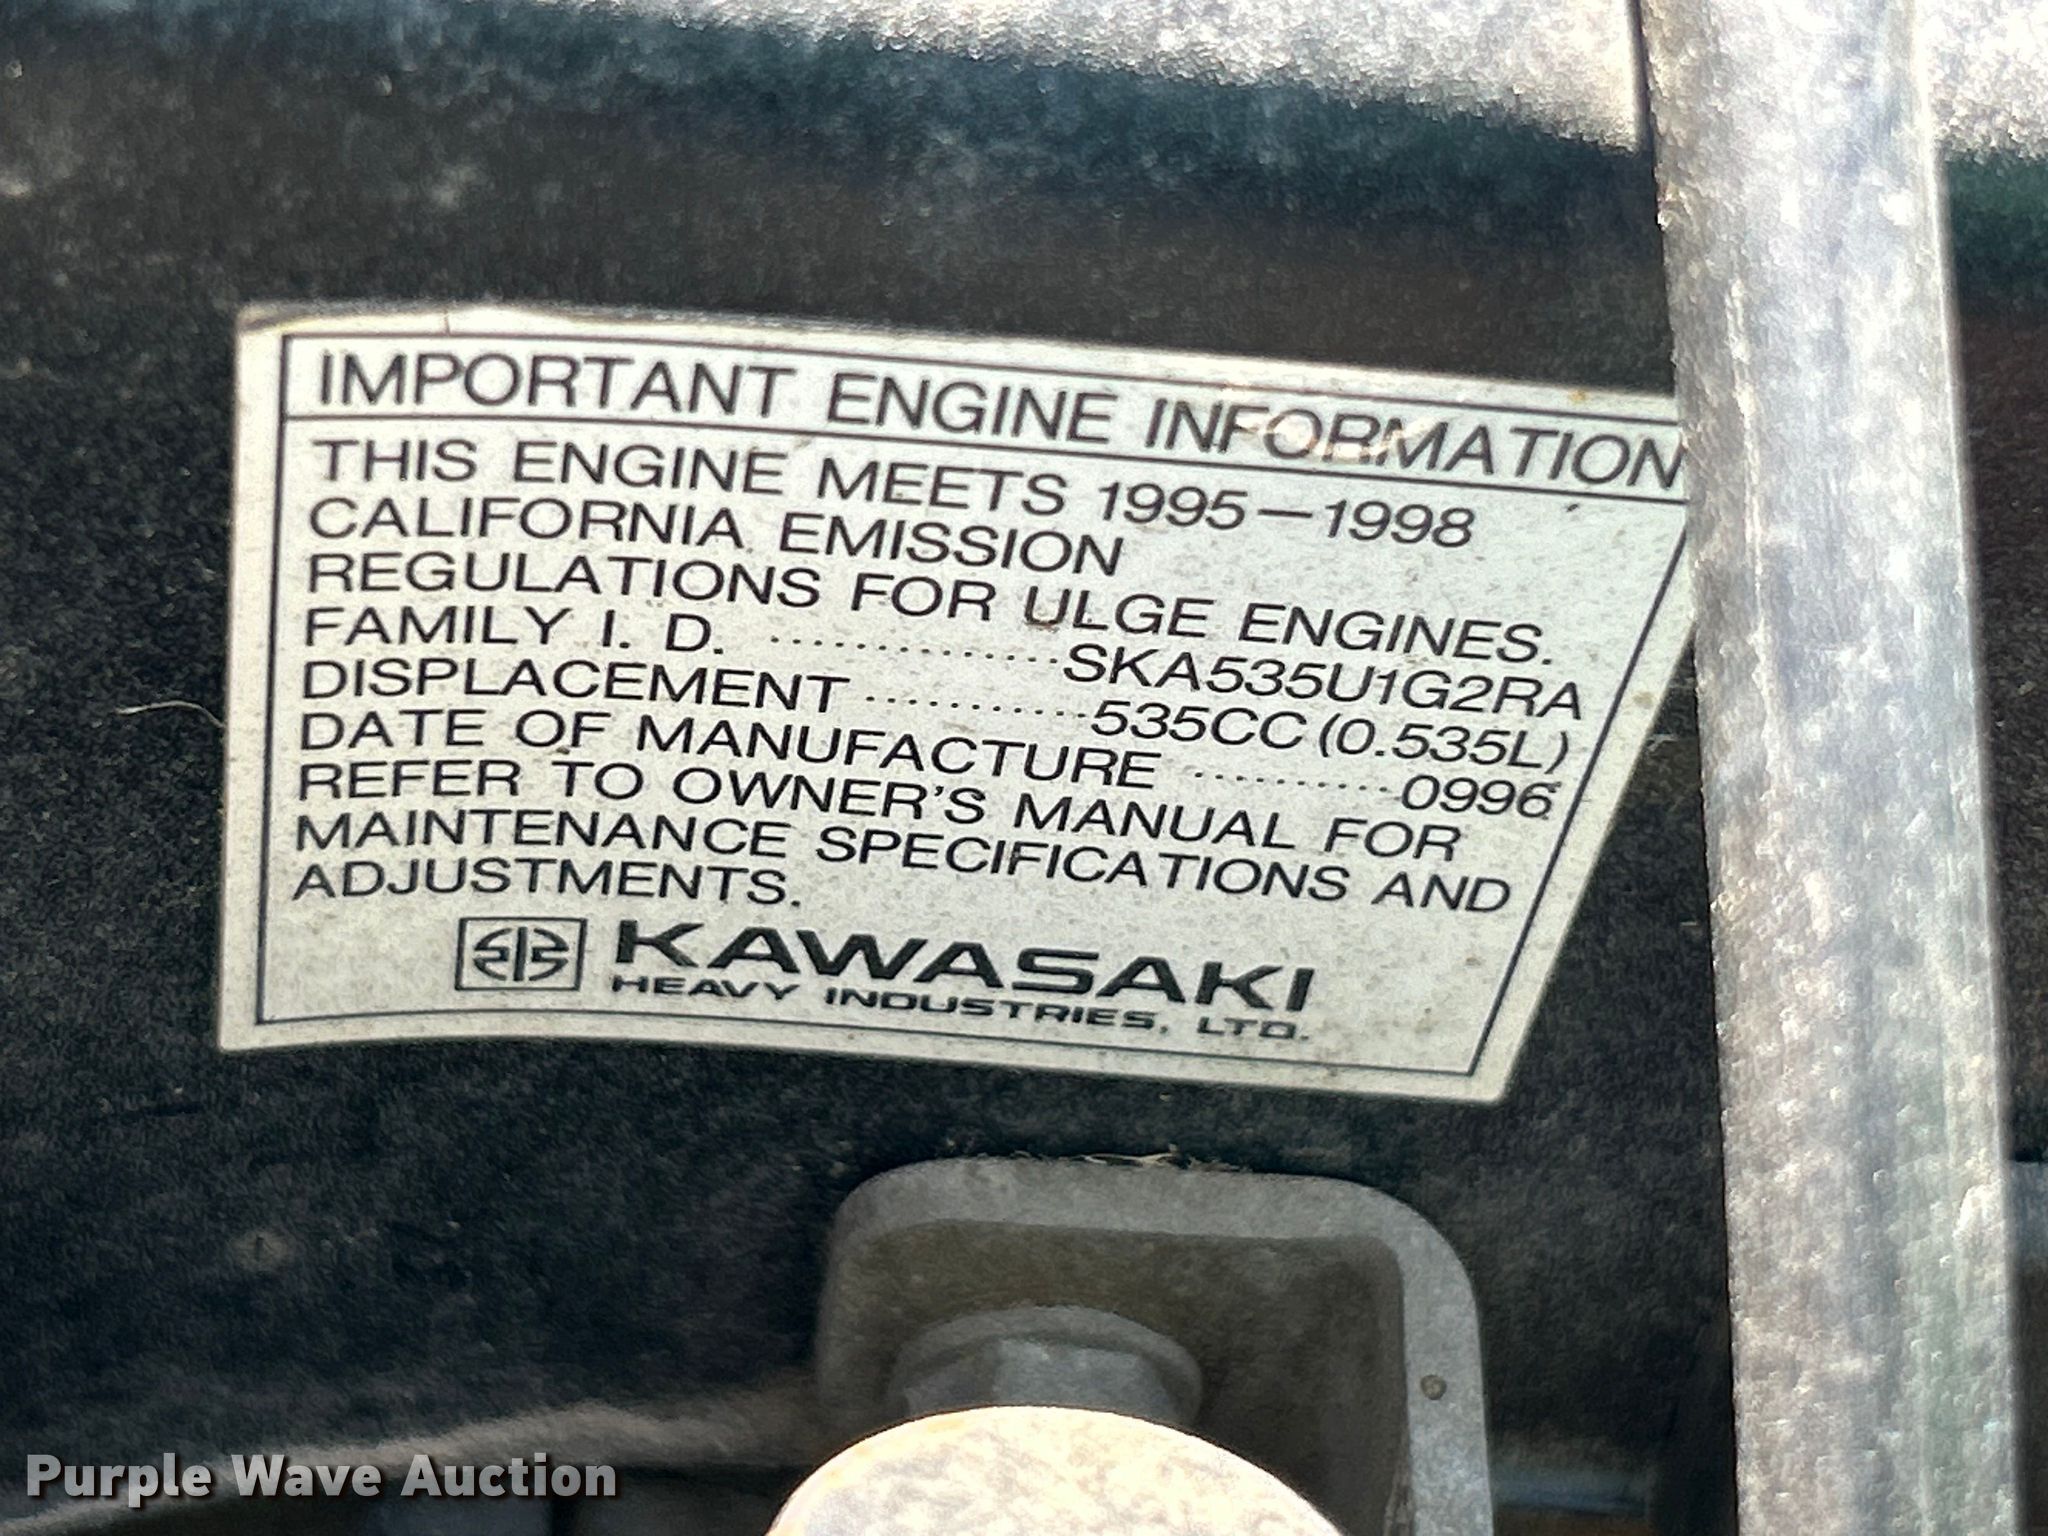 IMPORTANT ENGINE INFORMATION
THIS ENGINE MEETS 1995-1998
CALIFORNIA EMISSION
REGULATIONS FOR ULGE ENGINES.
FAMILY I. D. ················SKA535U1G2RA
DISPLACEMENT ············535CC (0.535L)
DATE OF MANUFACTURE ··········0996
REFER TO OWNER'S MANUAL FOR
MAINTENANCE SPECIFICATIONS AND
ADJUSTMENTS.
KAWASAKI
HEAVY INDUSTRIES, LTD.
Purple Wave Auction